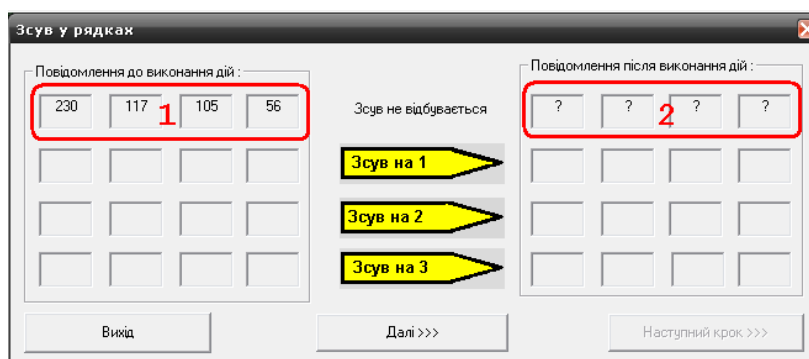 Зсув у рядках
Повідомлення до виконання дій :
Повідомлення після виконання дій :
230 117 1 105 56
Зсув не відбувається
? ? 2 ? ?
Зсув на 1
Зсув на 2
Зсув на 3
Вихід
Далі >>>
Наступний крок >>>